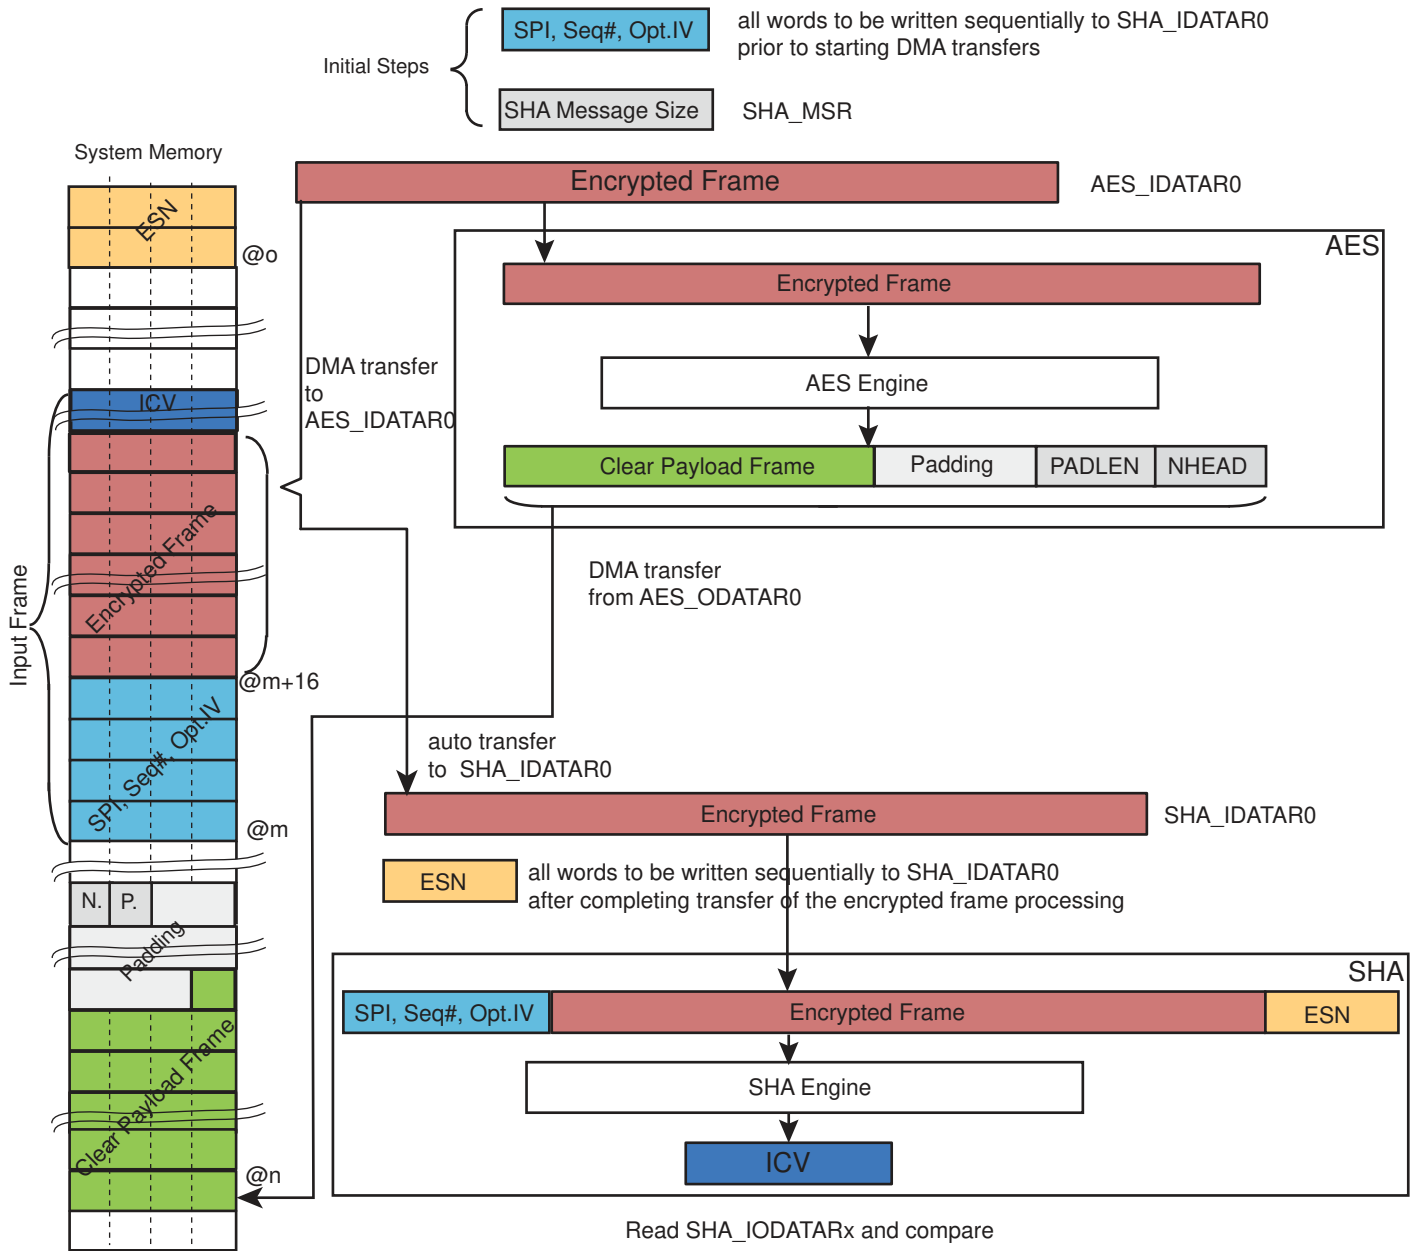 SPI, Seq#, Opt.IV
all words to be written sequentially to SHA_IDATAR0
prior to starting DMA transfers
Initial Steps
SHA Message Size
SHA_MSR
System Memory
Encrypted Frame
AES_IDATAR0
ESN
@o
AES
Encrypted Frame
DMA transfer
to
AES_IDATAR0
AES Engine
ICV
Clear Payload Frame
Padding
PADLEN
NHEAD
Encrypted Frame
Input Frame
DMA transfer
from AES_ODATAR0
@m+16
SPI, Seq#, Opt.IV
auto transfer
to SHA_IDATAR0
@m
Encrypted Frame
SHA_IDATAR0
ESN
all words to be written sequentially to SHA_IDATAR0
after completing transfer of the encrypted frame processing
N.
P.
Padding
SHA
SPI, Seq#, Opt.IV
Encrypted Frame
ESN
Clear Payload Frame
SHA Engine
ICV
@n
Read SHA_IODATARx and compare